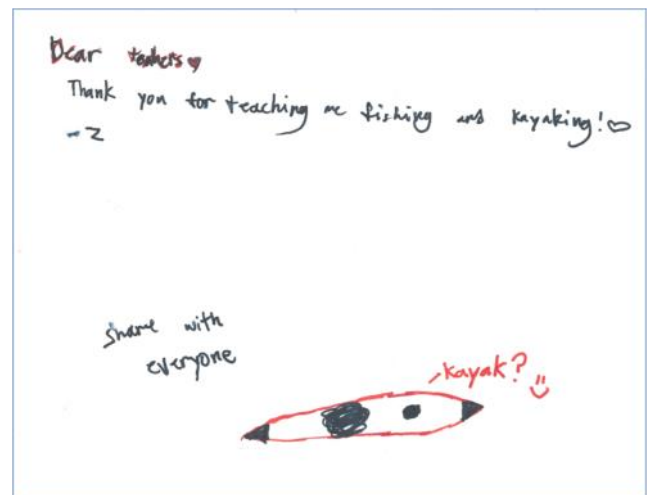 Dear teachers
Thank you for teaching me fishing and kayaking!
-Z
share with
everyone
kayak?